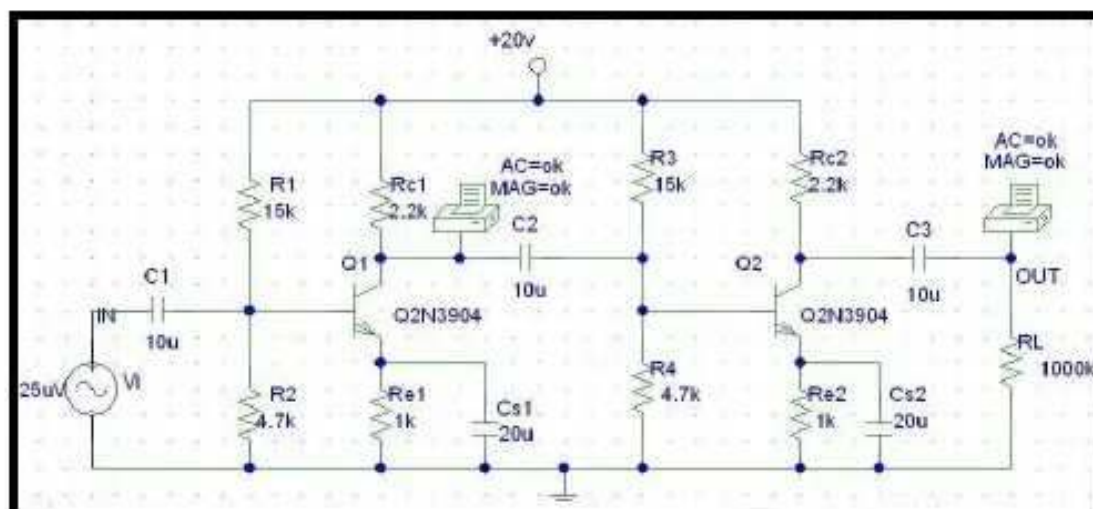 +20v
AC=ok
MAG=ok
AC=ok
MAG=ok
R1
15k
Rc1
2.2k
R3
15k
Rc2
2.2k
C2
10u
C3
10u
OUT
C1
10u
IN
Q1
Q2N3904
Q2
Q2N3904
25uV
VI
R2
4.7k
Re1
1k
Cs1
20u
R4
4.7k
Re2
1k
Cs2
20u
RL
1000k